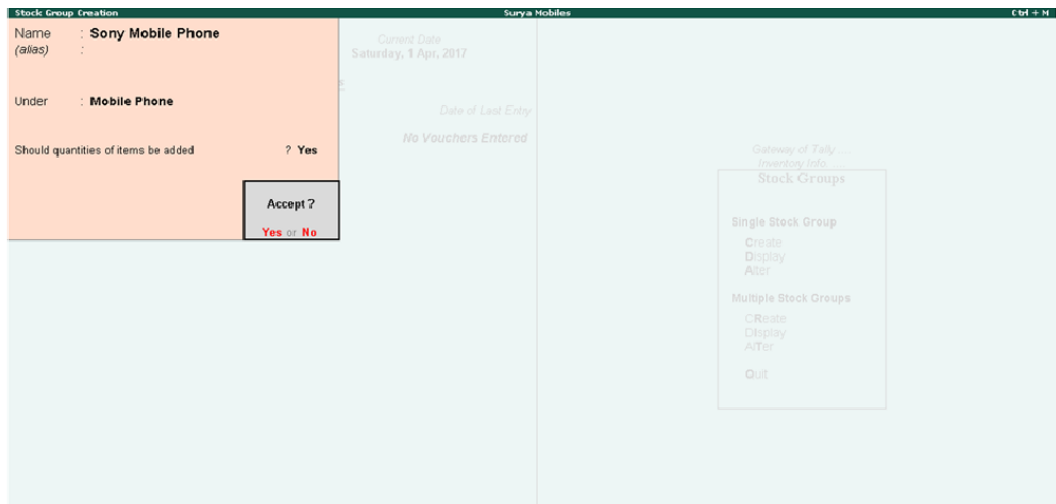 Stock Group Creation Surya Mobiles Ctrl + M
Name : Sony Mobile Phone
(alias) :
Under : Mobile Phone
Should quantities of items be added ? Yes
Accept ?
Yes or No
Current Date
Saturday, 1 Apr, 2017
Date of Last Entry
No Vouchers Entered
Gateway of Tally ...
Inventory Info. ...
Stock Groups
Single Stock Group
Create
Display
Alter
Multiple Stock Groups
CReate
DIsplay
AlTer
Quit